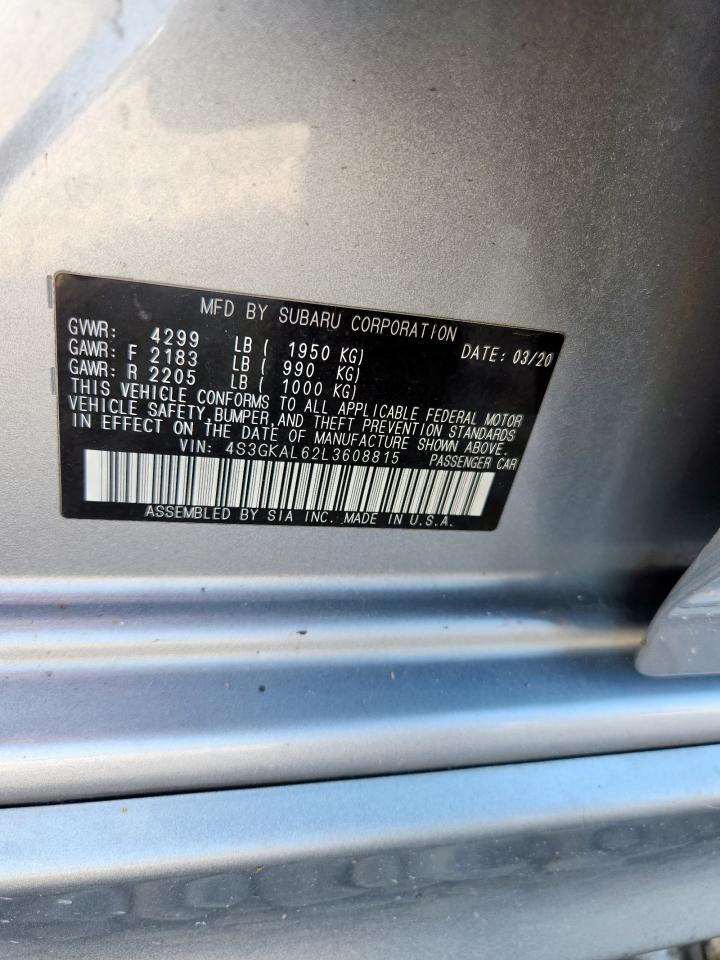 MFD BY SUBARU CORPORATION
GVWR: 4299 LB ( 1950 KG) DATE: 03/20
GAWR: F 2183 LB ( 990 KG)
GAWR: R 2205 LB ( 1000 KG)
THIS VEHICLE CONFORMS TO ALL APPLICABLE FEDERAL MOTOR
VEHICLE SAFETY, BUMPER, AND THEFT PREVENTION STANDARDS
IN EFFECT ON THE DATE OF MANUFACTURE SHOWN ABOVE.
VIN: 4S3GKAL62L3608815 PASSENGER CAR
ASSEMBLED BY SIA INC. MADE IN U.S.A.